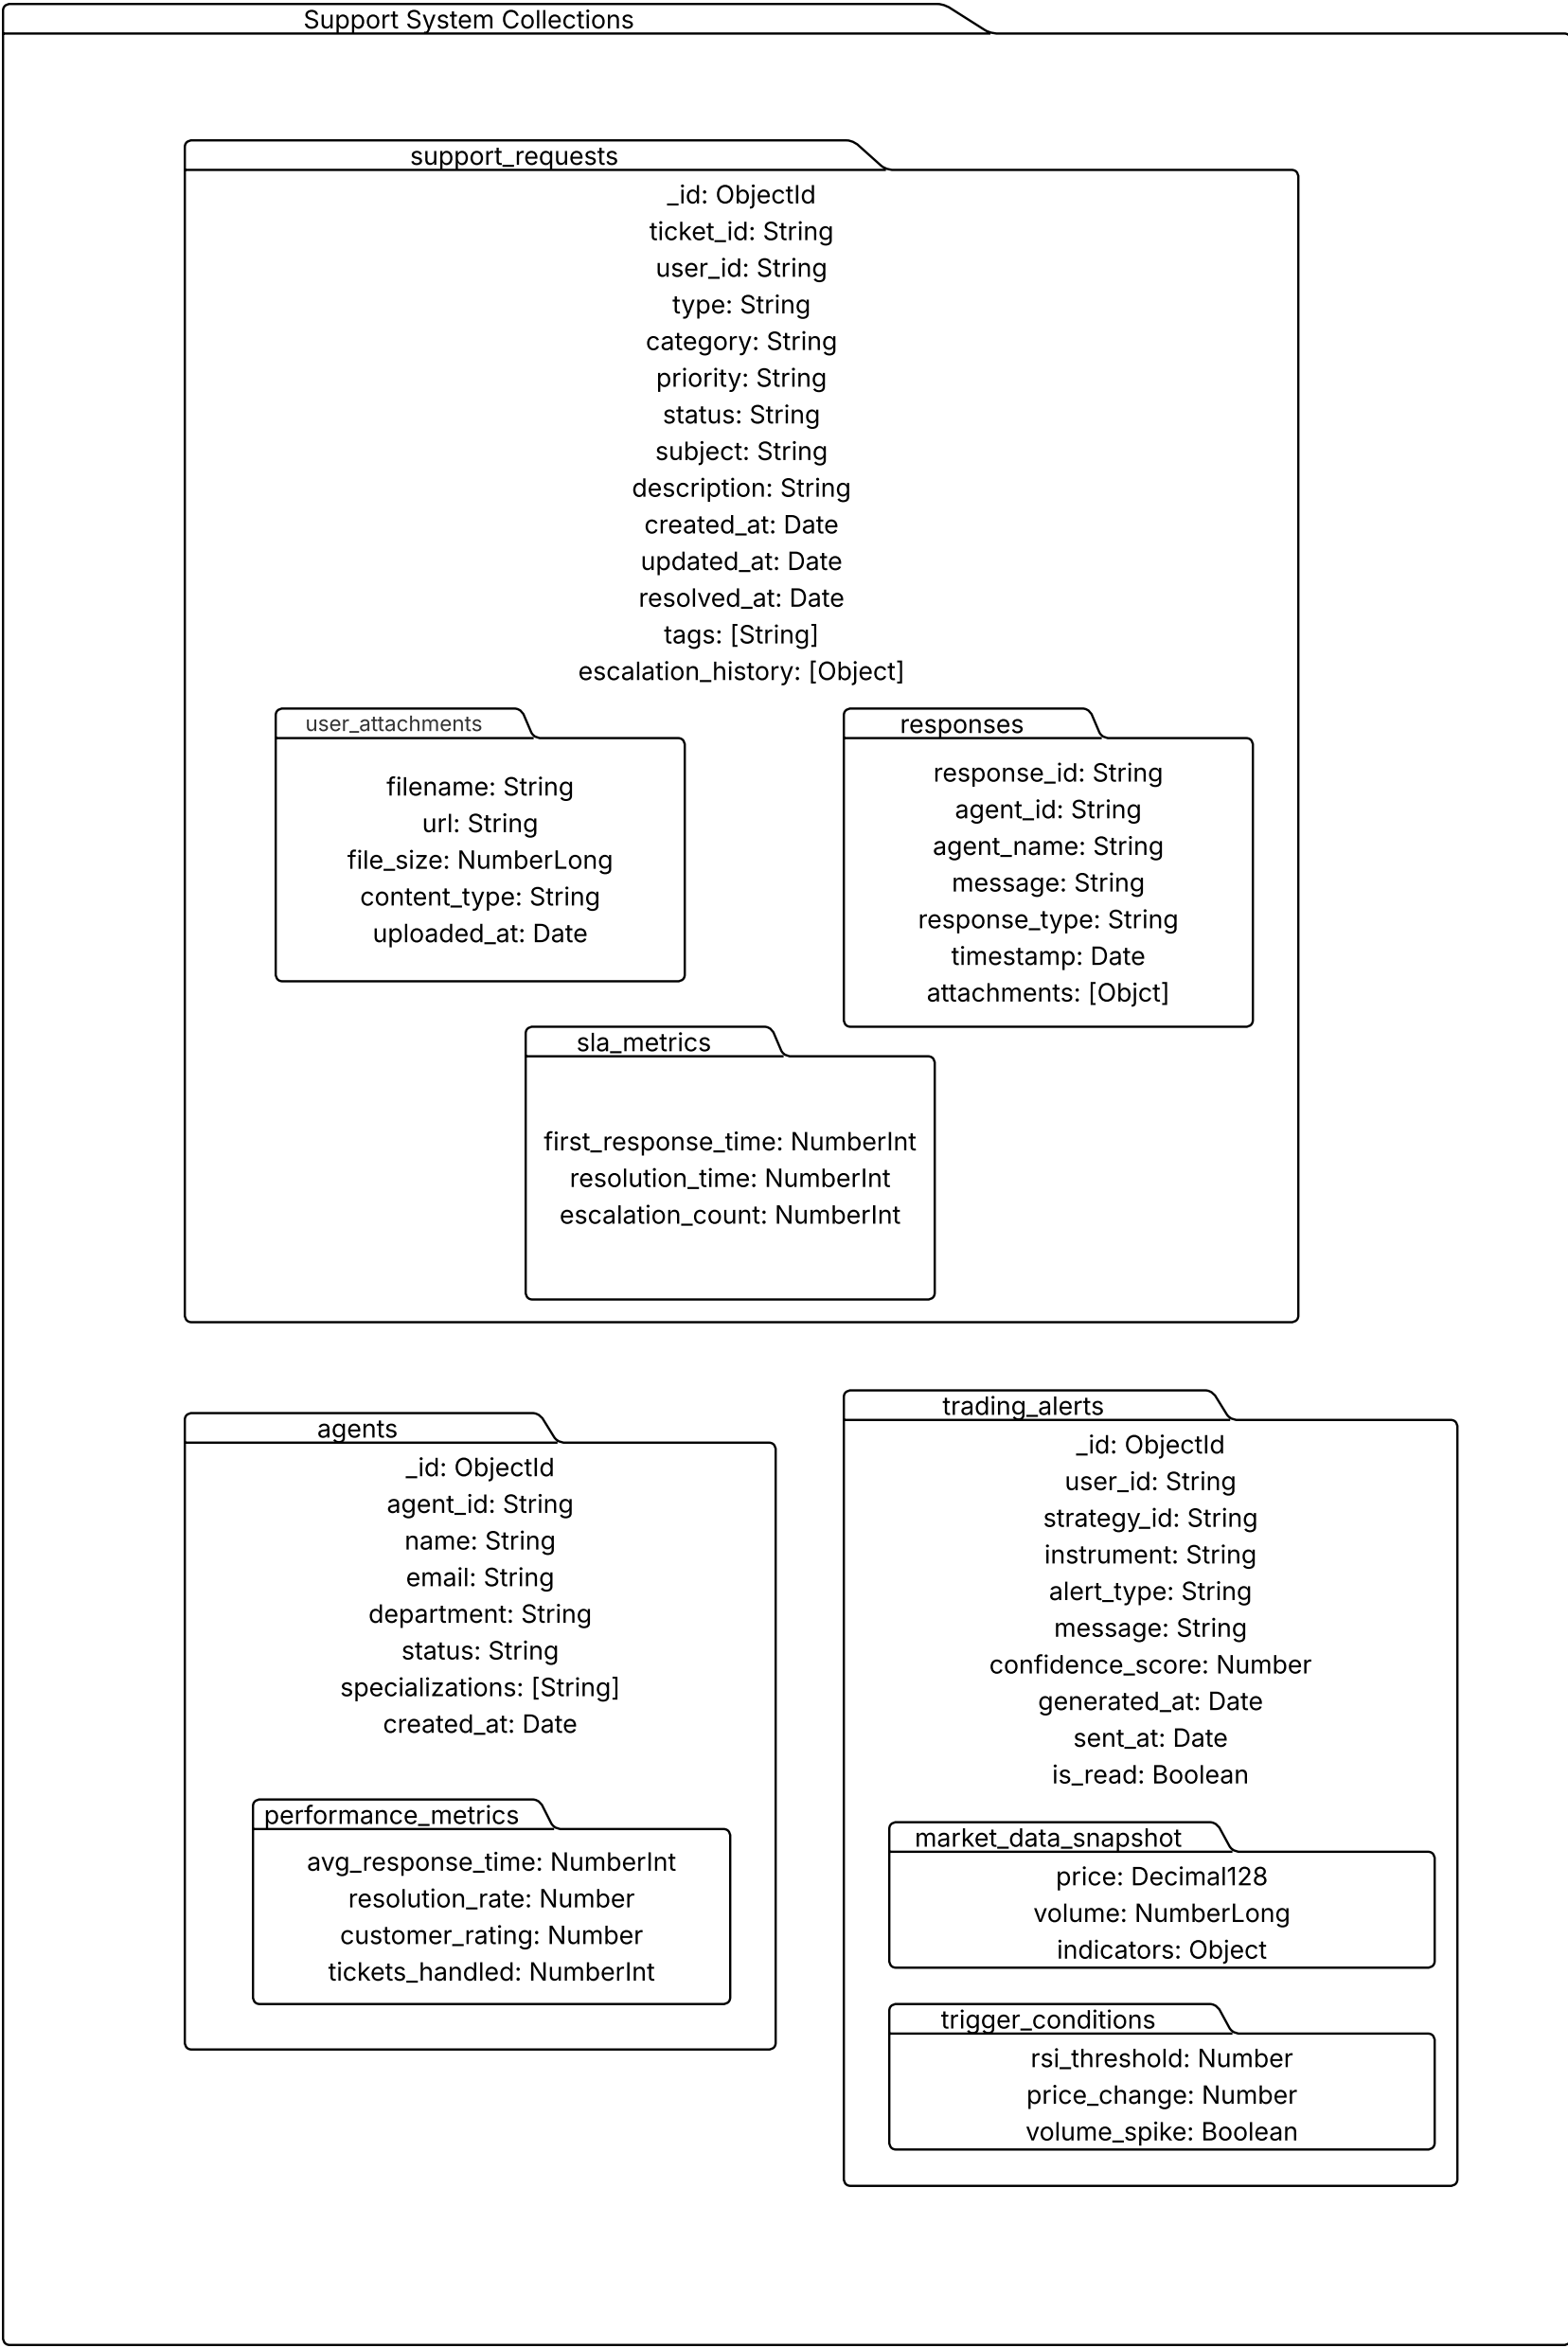 Support System Collections
support_requests
_id: ObjectId
ticket_id: String
user_id: String
type: String
category: String
priority: String
status: String
subject: String
description: String
created_at: Date
updated_at: Date
resolved_at: Date
tags: [String]
escalation_history: [Object]
user_attachments
filename: String
url: String
file_size: NumberLong
content_type: String
uploaded_at: Date
responses
response_id: String
agent_id: String
agent_name: String
message: String
response_type: String
timestamp: Date
attachments: [Objct]
sla_metrics
first_response_time: NumberInt
resolution_time: NumberInt
escalation_count: NumberInt
agents
_id: ObjectId
agent_id: String
name: String
email: String
department: String
status: String
specializations: [String]
created_at: Date
performance_metrics
avg_response_time: NumberInt
resolution_rate: Number
customer_rating: Number
tickets_handled: NumberInt
trading_alerts
_id: ObjectId
user_id: String
strategy_id: String
instrument: String
alert_type: String
message: String
confidence_score: Number
generated_at: Date
sent_at: Date
is_read: Boolean
market_data_snapshot
price: Decimal128
volume: NumberLong
indicators: Object
trigger_conditions
rsi_threshold: Number
price_change: Number
volume_spike: Boolean